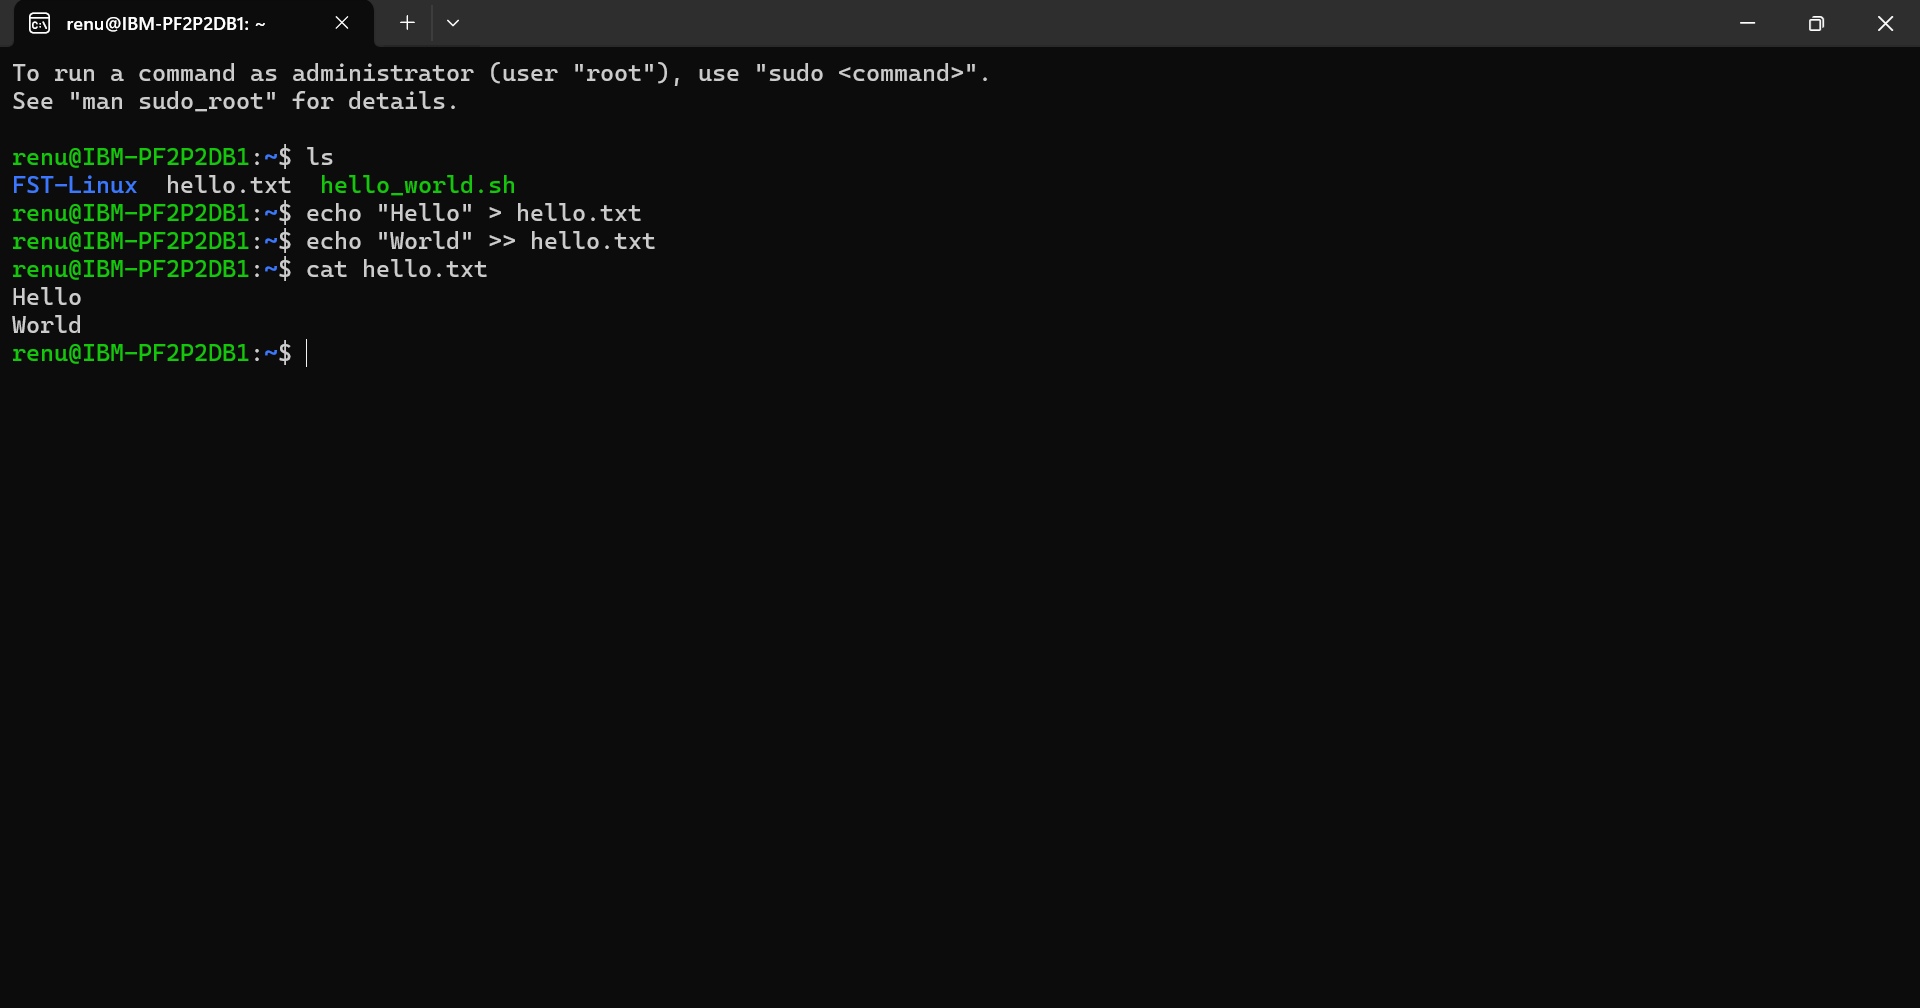 renu@IBM-PF2P2DB1: ~
To run a command as administrator (user "root"), use "sudo <command>".
See "man sudo_root" for details.
renu@IBM-PF2P2DB1:~$ ls
FST-Linux  hello.txt  hello_world.sh
renu@IBM-PF2P2DB1:~$ echo "Hello" > hello.txt
renu@IBM-PF2P2DB1:~$ echo "World" >> hello.txt
renu@IBM-PF2P2DB1:~$ cat hello.txt
Hello
World
renu@IBM-PF2P2DB1:~$